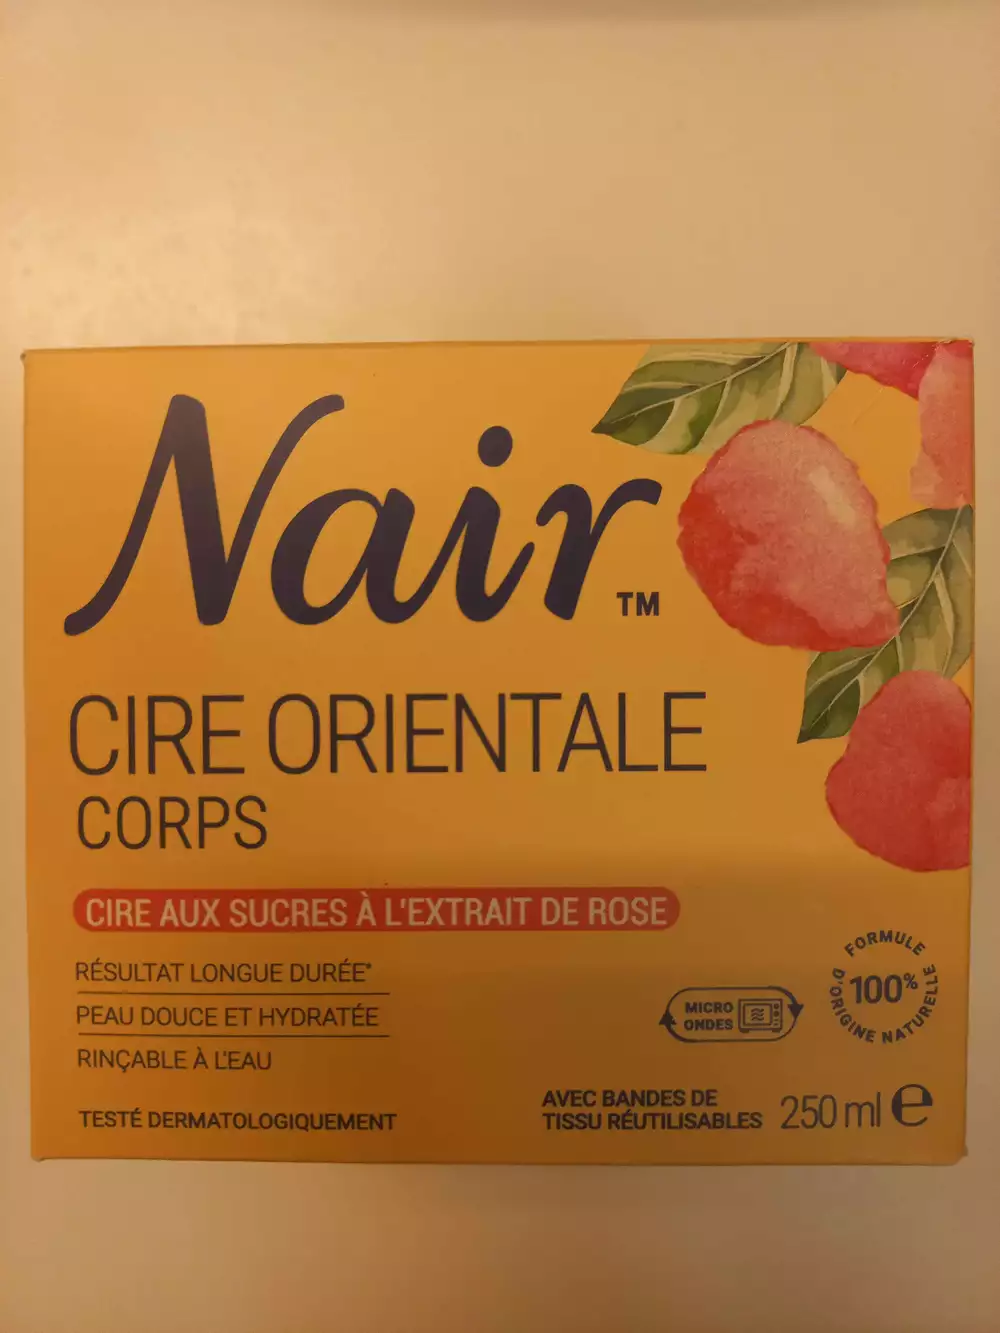 Nair
TM
CIRE ORIENTALE
CORPS
CIRE AUX SUCRES À L'EXTRAIT DE ROSE
RÉSULTAT LONGUE DURÉE*
PEAU DOUCE ET HYDRATÉE
RINÇABLE À L'EAU
TESTÉ DERMATOLOGIQUEMENT
MICRO
ONDES
FORMULE
100%
D'ORIGINE NATURELLE
AVEC BANDES DE
TISSU RÉUTILISABLES
250 ml e